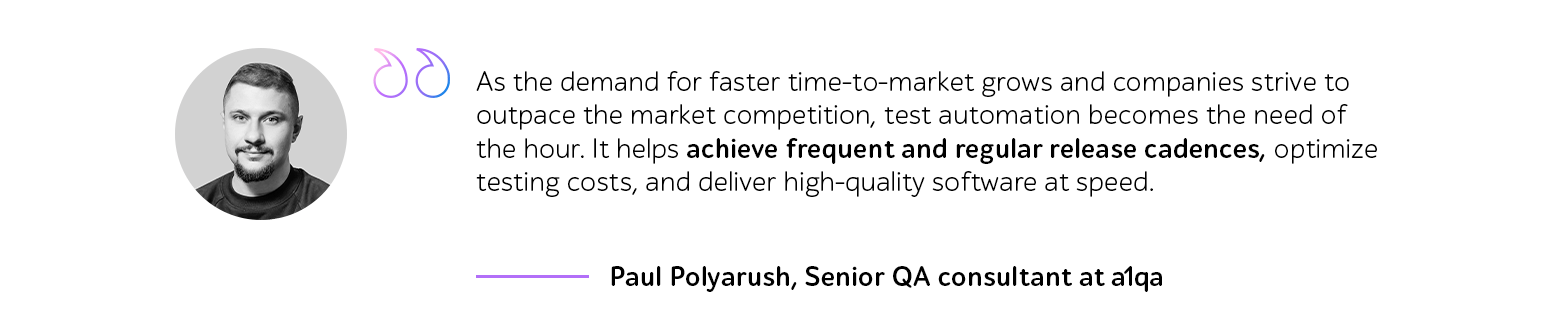 As the demand for faster time-to-market grows and companies strive to
outpace the market competition, test automation becomes the need of
the hour. It helps achieve frequent and regular release cadences, optimize
testing costs, and deliver high-quality software at speed.
Paul Polyarush, Senior QA consultant at a1qa